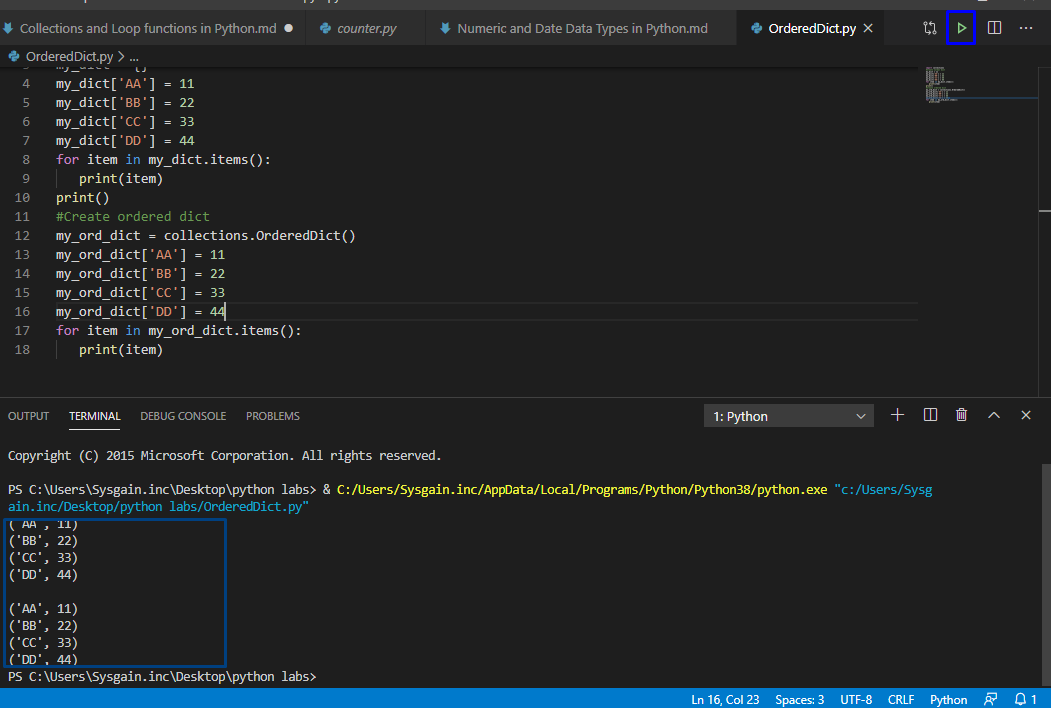 Collections and Loop functions in Python.md
counter.py
Numeric and Date Data Types in Python.md
OrderedDict.py
OrderedDict.py > ...
4 my_dict['AA'] = 11
5 my_dict['BB'] = 22
6 my_dict['CC'] = 33
7 my_dict['DD'] = 44
8 for item in my_dict.items():
9 print(item)
10 print()
11 #Create ordered dict
12 my_ord_dict = collections.OrderedDict()
13 my_ord_dict['AA'] = 11
14 my_ord_dict['BB'] = 22
15 my_ord_dict['CC'] = 33
16 my_ord_dict['DD'] = 44
17 for item in my_ord_dict.items():
18 print(item)
OUTPUT TERMINAL DEBUG CONSOLE PROBLEMS 1: Python
Copyright (C) 2015 Microsoft Corporation. All rights reserved.
PS C:\Users\Sysgain.inc\Desktop\python labs> & C:/Users/Sysgain.inc/AppData/Local/Programs/Python/Python38/python.exe "c:/Users/Sysg
ain.inc/Desktop/python labs/OrderedDict.py"
('AA', 11)
('BB', 22)
('CC', 33)
('DD', 44)
('AA', 11)
('BB', 22)
('CC', 33)
('DD', 44)
PS C:\Users\Sysgain.inc\Desktop\python labs>
Ln 16, Col 23 Spaces: 3 UTF-8 CRLF Python 1